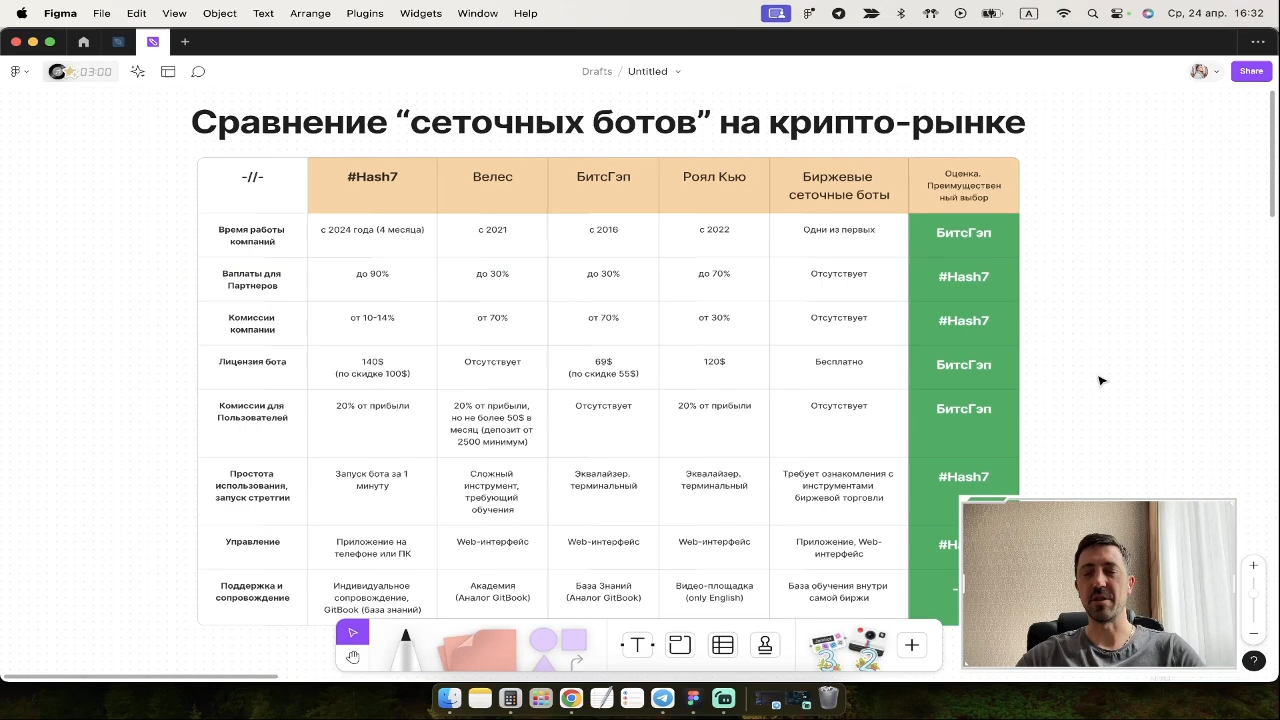 Figma File Edit View Object Text Arrange Plugins Widgets Window Help Ср, 24 апр. 16:32
03:00 Drafts / Untitled Share
Сравнение “сеточных ботов” на крипто-рынке
-//-
#Hash7
Велес
БитсГэп
Роял Кью
Биржевые
сеточные боты
Оценка.
Преимуществен
ный выбор
Время работы
компаний
с 2024 года (4 месяца)
с 2021
с 2016
с 2022
Одни из первых
БитсГэп
Ваплаты для
Партнеров
до 90%
до 30%
до 30%
до 70%
Отсутствует
#Hash7
Комиссии
компании
от 10-14%
от 70%
от 70%
от 30%
Отсутствует
#Hash7
Лицензия бота
140$
(по скидке 100$)
Отсутствует
69$
(по скидке 55$)
120$
Бесплатно
БитсГэп
Комиссии для
Пользователей
20% от прибыли
20% от прибыли,
но не более 50$ в
месяц (депозит от
2500 минимум)
Отсутствует
20% от прибыли
Отсутствует
БитсГэп
Простота
использования,
запуск стретгии
Запуск бота за 1
минуту
Сложный
инструмент,
требующий
обучения
Эквалайзер.
терминальный
Эквалайзер.
терминальный
Требует ознакомления с
инструментами
биржевой торговли
#Hash7
Управление
Приложение на
телефоне или ПК
Web-интерфейс
Web-интерфейс
Web-интерфейс
Приложение, Web-
интерфейс
Поддержка и
сопровождение
Индивидуальное
сопровождение,
GitBook (база знаний)
Академия
(Аналог GitBook)
База Знаний
(Аналог GitBook)
Видео-площадка
(only English)
База обучения внутри
самой биржи